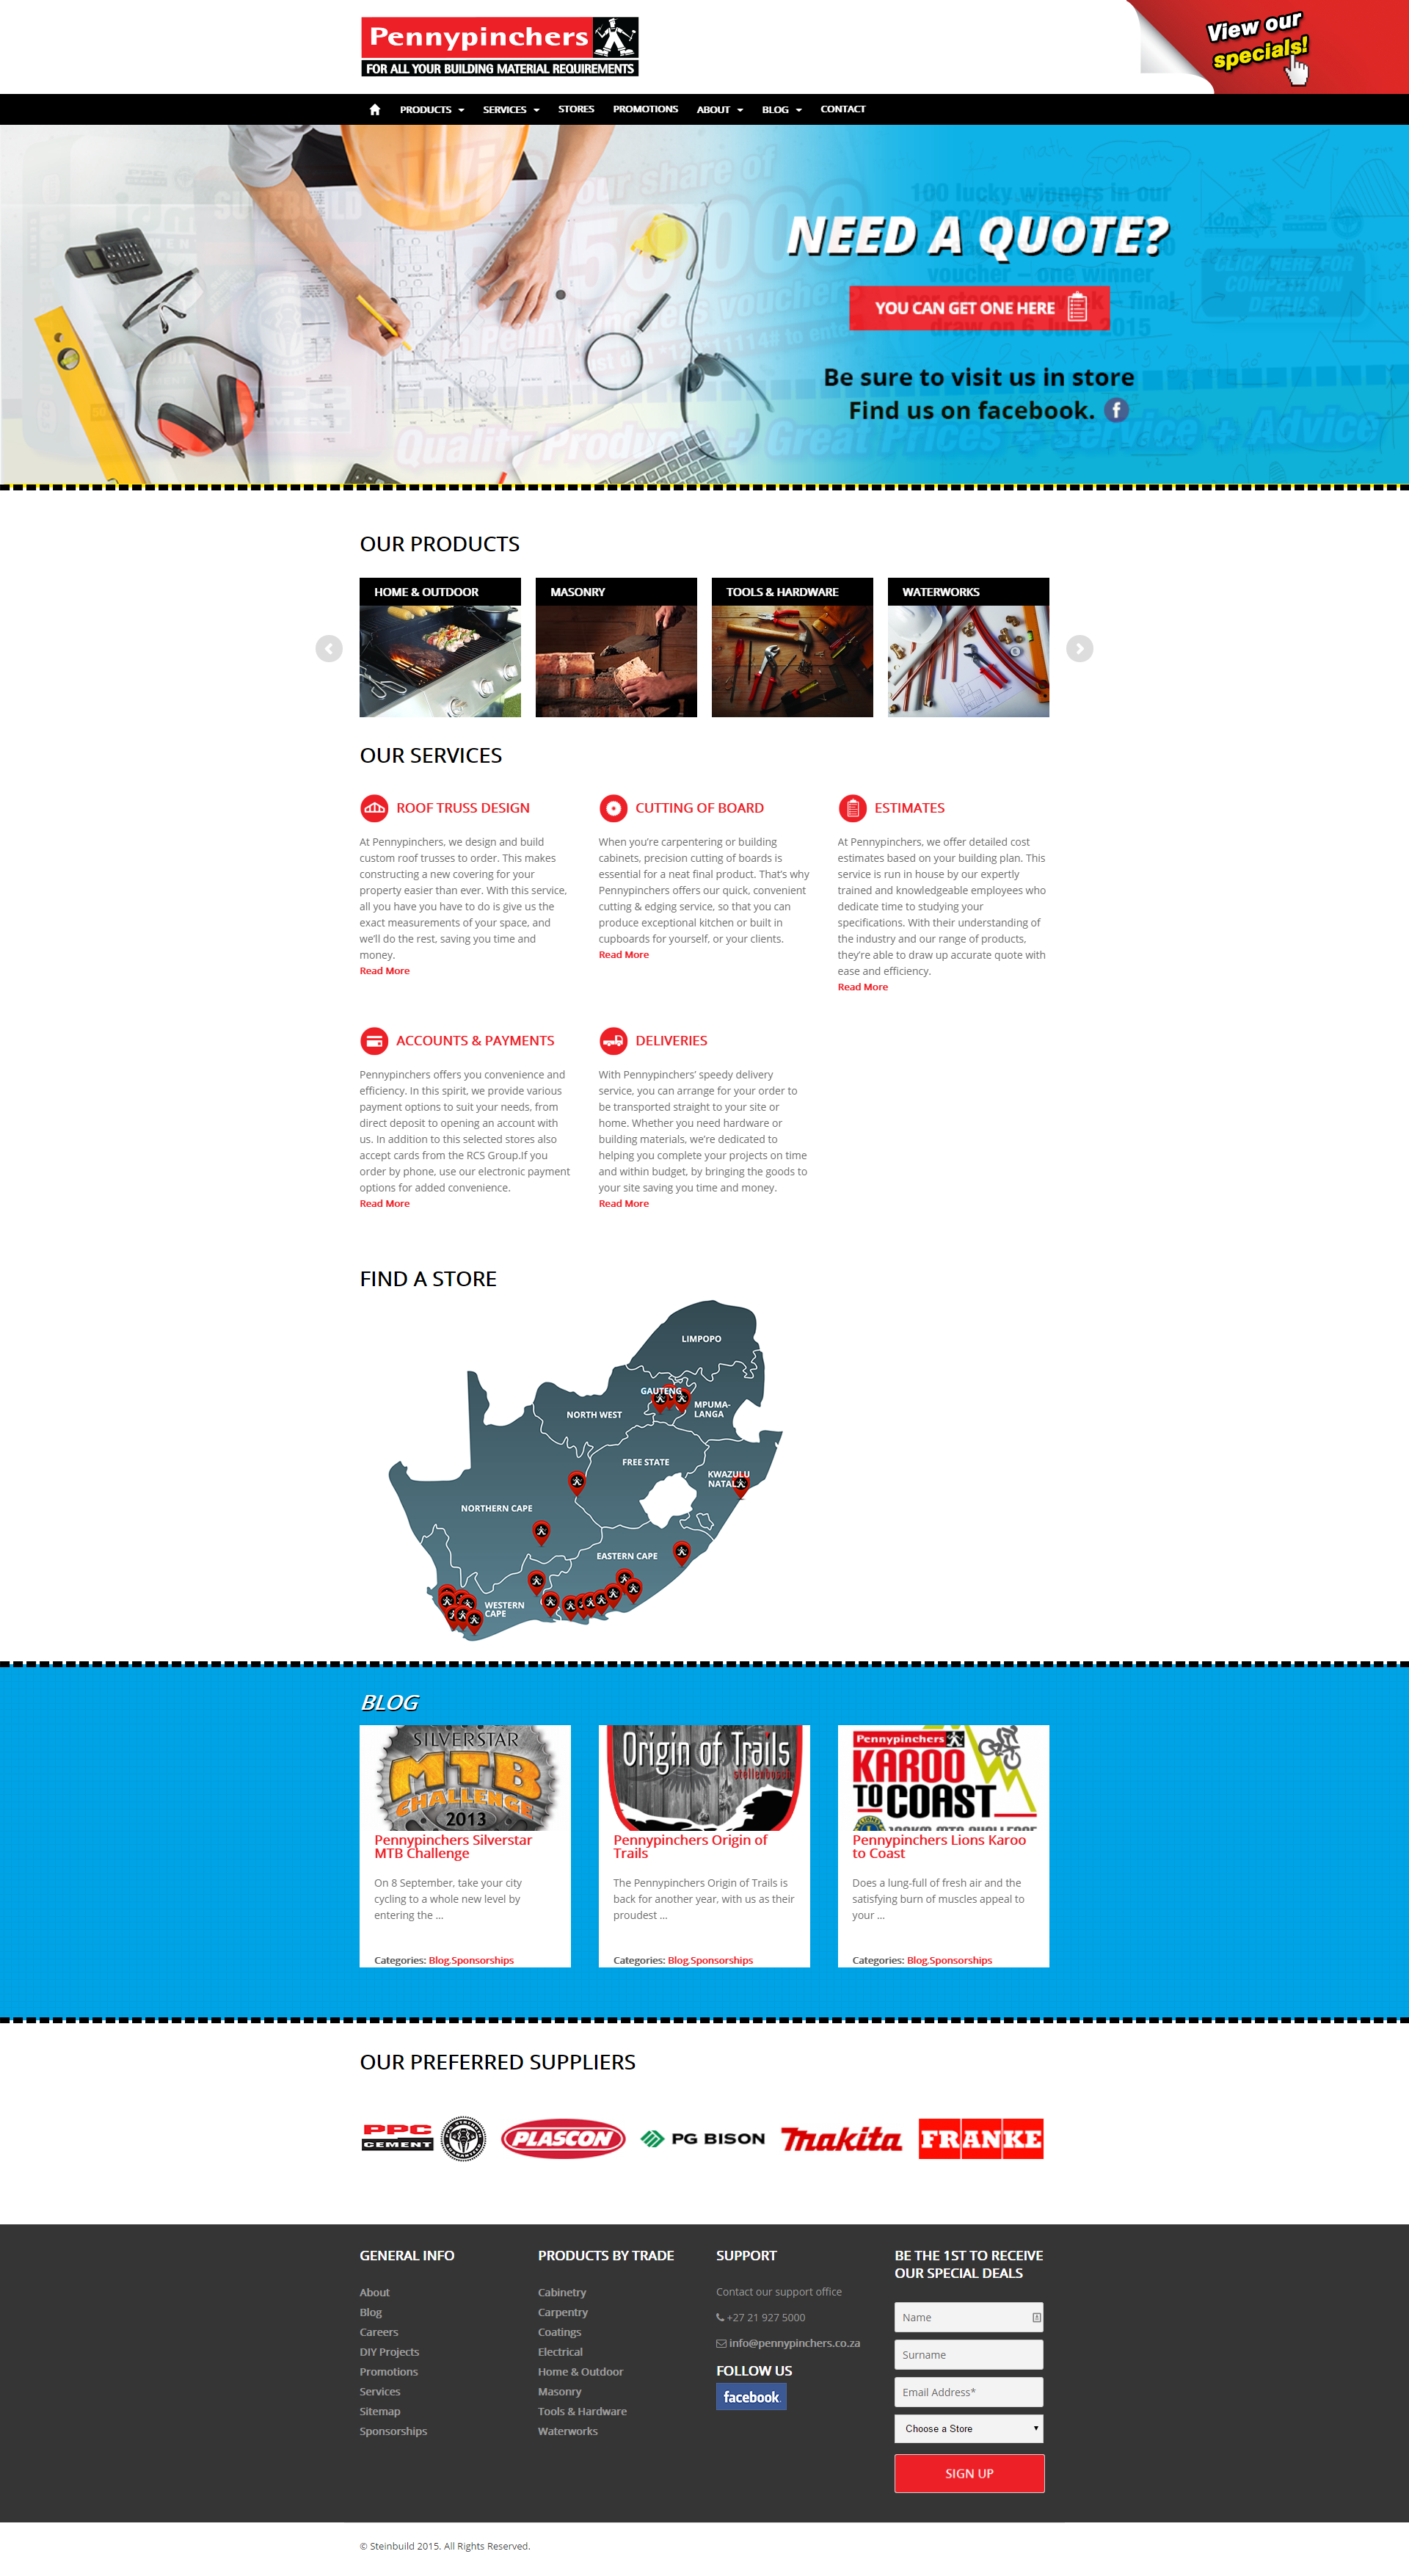 Pennypinchers
FOR ALL YOUR BUILDING MATERIAL REQUIREMENTS
View our
specials!
PRODUCTS
SERVICES
STORES
PROMOTIONS
ABOUT
BLOG
CONTACT
NEED A QUOTE?
YOU CAN GET ONE HERE
Be sure to visit us in store
Find us on facebook.
OUR PRODUCTS
HOME & OUTDOOR
MASONRY
TOOLS & HARDWARE
WATERWORKS
OUR SERVICES
ROOF TRUSS DESIGN
At Pennypinchers, we design and build
custom roof trusses to order. This makes
constructing a new covering for your
property easier than ever. With this service,
all you have you have to do is give us the
exact measurements of your space, and
we'll do the rest, saving you time and
money.
Read More
CUTTING OF BOARD
When you're carpentering or building
cabinets, precision cutting of boards is
essential for a neat final product. That's why
Pennypinchers offers our quick, convenient
cutting & edging service, so that you can
produce exceptional kitchen or built in
cupboards for yourself, or your clients.
Read More
ESTIMATES
At Pennypinchers, we offer detailed cost
estimates based on your building plan. This
service is run in house by our expertly
trained and knowledgeable employees who
dedicate time to studying your
specifications. With their understanding of
the industry and our range of products,
they're able to draw up accurate quote with
ease and efficiency.
Read More
ACCOUNTS & PAYMENTS
Pennypinchers offers you convenience and
efficiency. In this spirit, we provide various
payment options to suit your needs, from
direct deposit to opening an account with
us. In addition to this selected stores also
accept cards from the RCS Group.If you
order by phone, use our electronic payment
options for added convenience.
Read More
DELIVERIES
With Pennypinchers' speedy delivery
service, you can arrange for your order to
be transported straight to your site or
home. Whether you need hardware or
building materials, we're dedicated to
helping you complete your projects on time
and within budget, by bringing the goods to
your site saving you time and money.
Read More
FIND A STORE
LIMPOPO
GAUTENG
MPUMA-
LANGA
NORTH WEST
FREE STATE
KWAZULU
NATAL
NORTHERN CAPE
EASTERN CAPE
WESTERN
CAPE
BLOG
SILVERSTAR
MTB
CHALLENGE
2013
Pennypinchers Silverstar
MTB Challenge
On 8 September, take your city
cycling to a whole new level by
entering the ...
Categories: Blog,Sponsorships
Origin of Trails
stellenbosch
Pennypinchers Origin of
Trails
The Pennypinchers Origin of Trails is
back for another year, with us as their
proudest ...
Categories: Blog,Sponsorships
Pennypinchers
KAROO
TO COAST
Pennypinchers Lions Karoo
to Coast
Does a lung-full of fresh air and the
satisfying burn of muscles appeal to
your ...
Categories: Blog,Sponsorships
OUR PREFERRED SUPPLIERS
PPC
CEMENT
PLASCON
PG BISON
makita
FRANKE
GENERAL INFO
About
Blog
Careers
DIY Projects
Promotions
Services
Sitemap
Sponsorships
PRODUCTS BY TRADE
Cabinetry
Carpentry
Coatings
Electrical
Home & Outdoor
Masonry
Tools & Hardware
Waterworks
SUPPORT
Contact our support office
+27 21 927 5000
info@pennypinchers.co.za
FOLLOW US
facebook.
BE THE 1ST TO RECEIVE
OUR SPECIAL DEALS
Name
Surname
Email Address*
Choose a Store
SIGN UP
© Steinbuild 2015. All Rights Reserved.